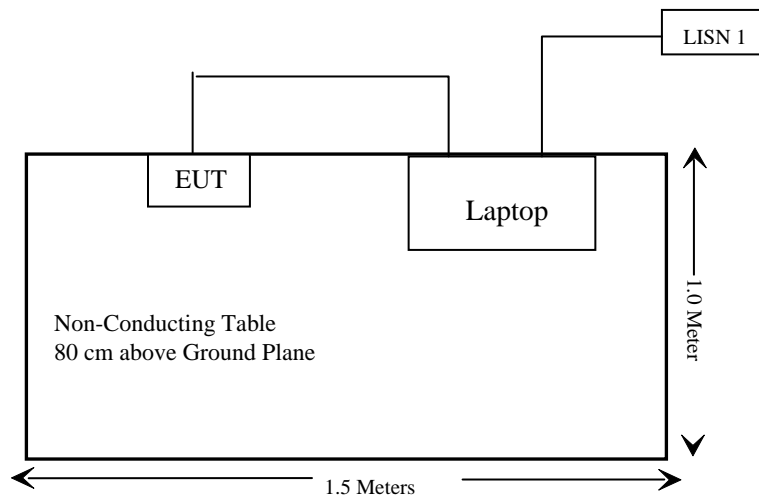 LISN 1
EUT
Laptop
Non-Conducting Table
80 cm above Ground Plane
1.0 Meter
1.5 Meters